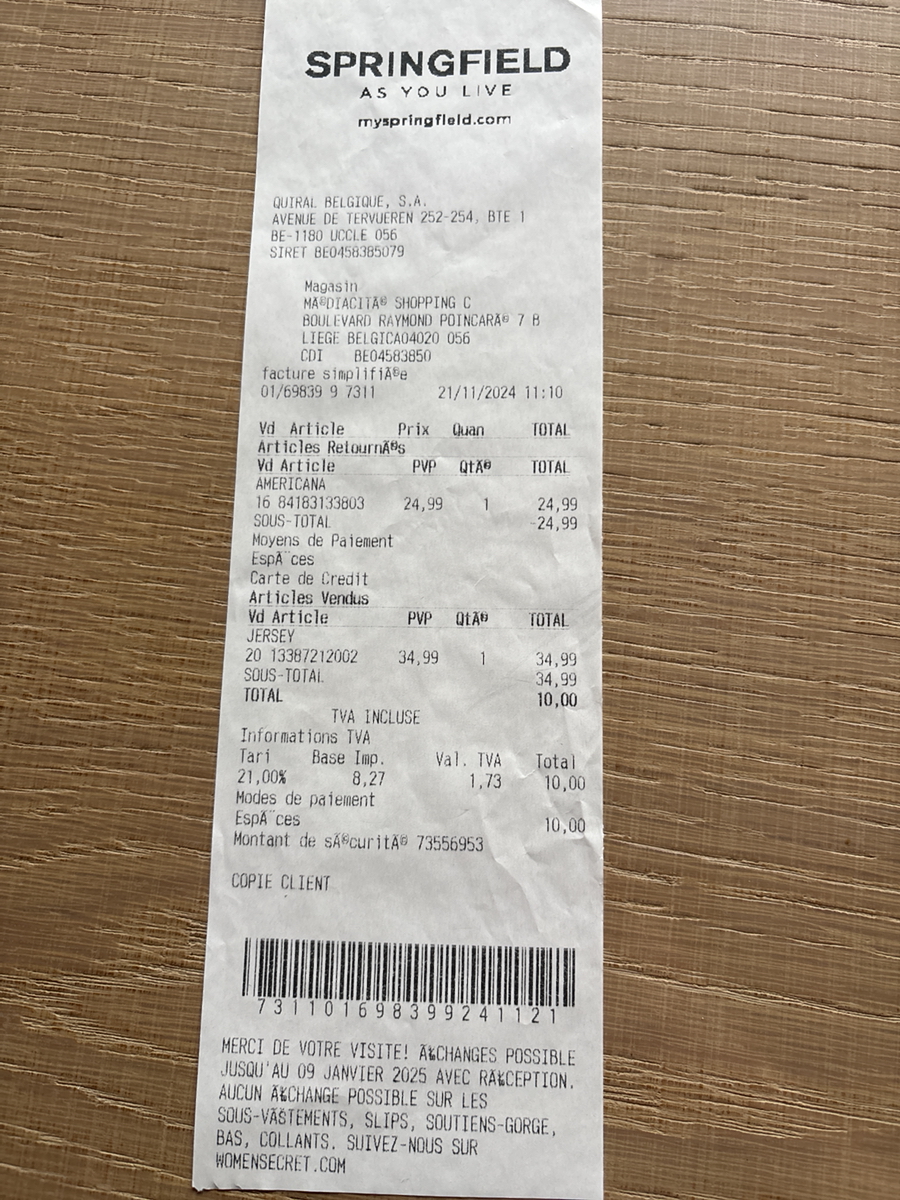 SPRINGFIELD
AS YOU LIVE
myspringfield.com
QUIRAL BELGIQUE, S.A.
AVENUE DE TERVUEREN 252-254, BTE 1
BE-1180 UCCLE 056
SIRET BE0458385079
Magasin
MÃ©DIACITÃ© SHOPPING C
BOULEVARD RAYMOND POINCARÃ© 7 B
LIEGE BELGICA04020 056
CDI BE04583850
facture simplifiÃ©e
01/69839 9 7311 21/11/2024 11:10
Vd Article Prix Quan TOTAL
Articles RetournÃ©s
Vd Article PVP QtÃ© TOTAL
AMERICANA
16 84183133803 24,99 1 24,99
SOUS-TOTAL -24,99
Moyens de Paiement
EspÃ¨ces
Carte de Credit
Articles Vendus
Vd Article PVP QtÃ© TOTAL
JERSEY
20 13387212002 34,99 1 34,99
SOUS-TOTAL 34,99
TOTAL 10,00
TVA INCLUSE
Informations TVA
Tari Base Imp. Val. TVA Total
21,00% 8,27 1,73 10,00
Modes de paiement
EspÃ¨ces 10,00
Montant de sÃ©curitÃ© 73556953
COPIE CLIENT
7311016983992411 21
MERCI DE VOTRE VISITE! Ã‰CHANGES POSSIBLE
JUSQU'AU 09 JANVIER 2025 AVEC RÃ‰CEPTION.
AUCUN Ã‰CHANGE POSSIBLE SUR LES
SOUS-VÃŠTEMENTS, SLIPS, SOUTIENS-GORGE,
BAS, COLLANTS. SUIVEZ-NOUS SUR
WOMENSECRET.COM